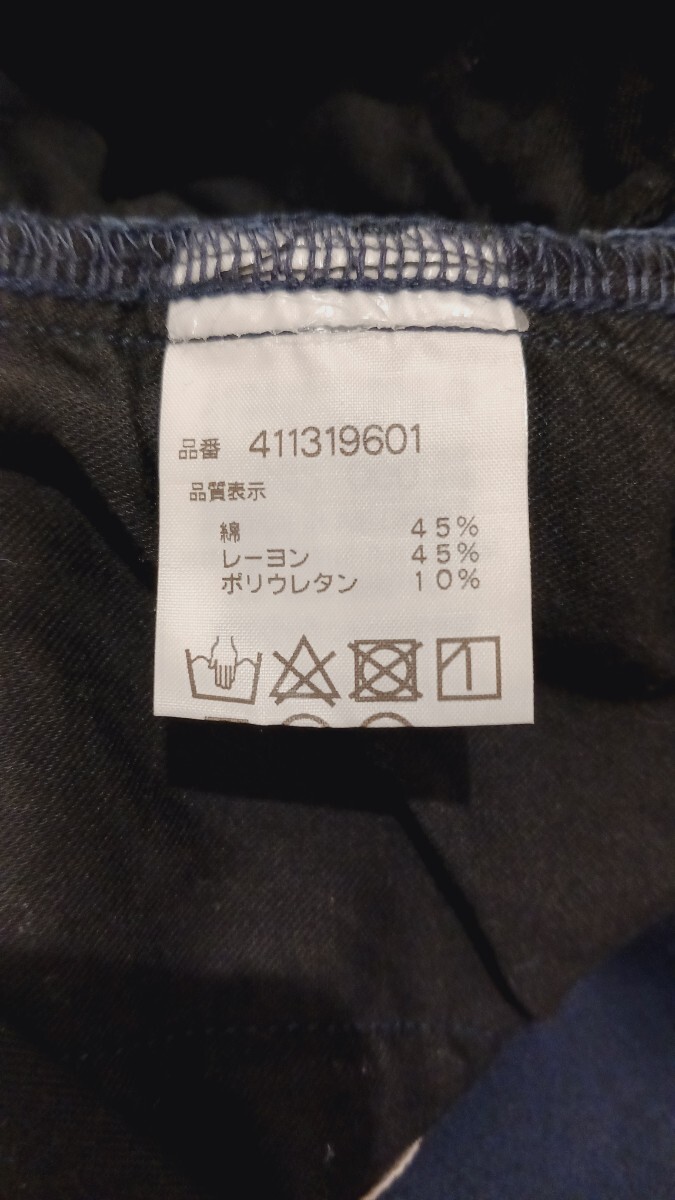 品番 411319601
品質表示
綿 45%
レーヨン 45%
ポリウレタン 10%